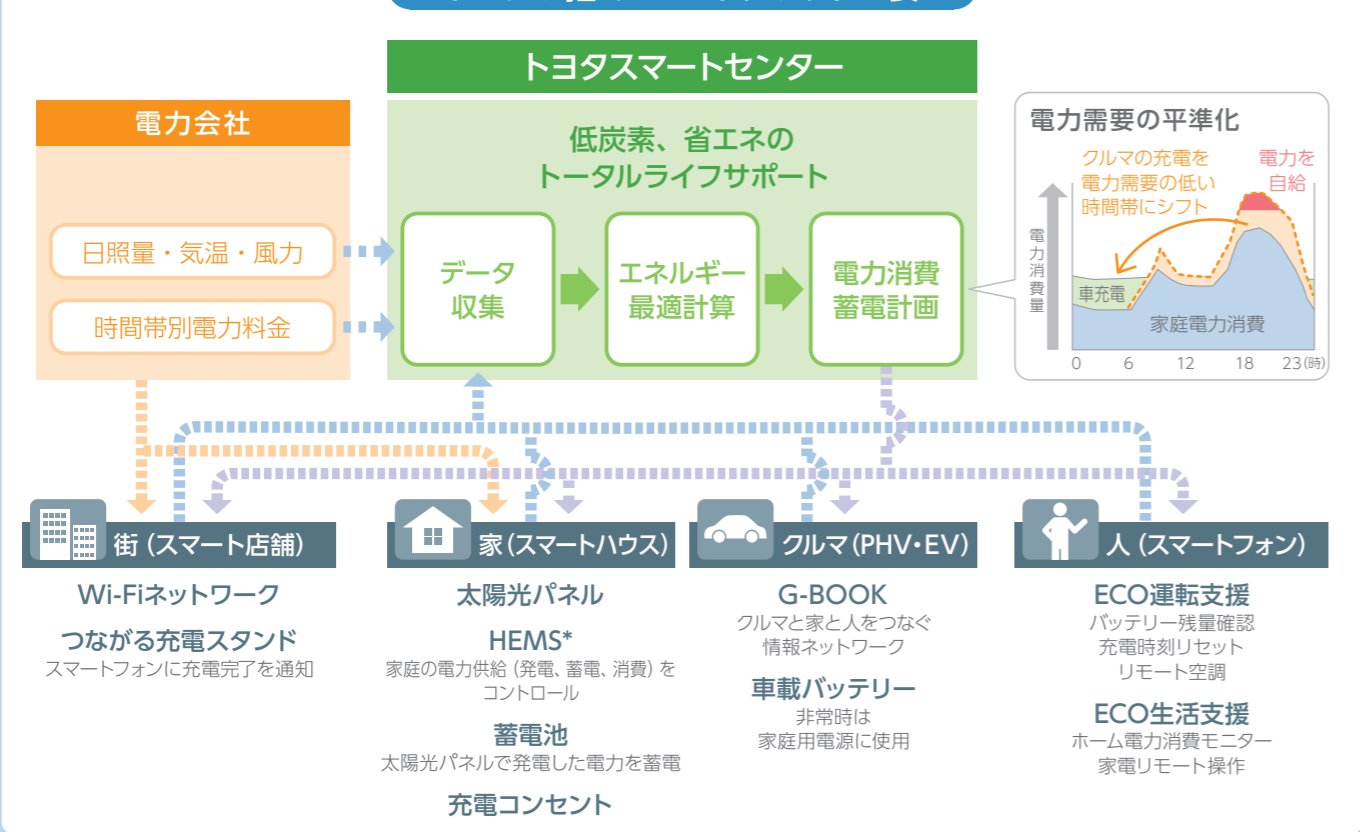 トヨタスマートセンター
電力会社
日照量・気温・風力
時間帯別電力料金
低炭素、省エネの
トータルライフサポート
データ
収集
エネルギー
最適計算
電力消費
蓄電計画
電力需要の平準化
クルマの充電を
電力需要の低い
時間帯にシフト
電力を
自給
電力消費量
車充電
家庭電力消費
0 6 12 18 23(時)
街(スマート店舗)
Wi-Fiネットワーク
つながる充電スタンド
スマートフォンに充電完了を通知
家(スマートハウス)
太陽光パネル
HEMS*
家庭の電力供給(発電、蓄電、消費)を
コントロール
蓄電池
太陽光パネルで発電した電力を蓄電
充電コンセント
クルマ(PHV・EV)
G-BOOK
クルマと家と人をつなぐ
情報ネットワーク
車載バッテリー
非常時は
家庭用電源に使用
人(スマートフォン)
ECO運転支援
バッテリー残量確認
充電時刻リセット
リモート空調
ECO生活支援
ホーム電力消費モニター
家電リモート操作